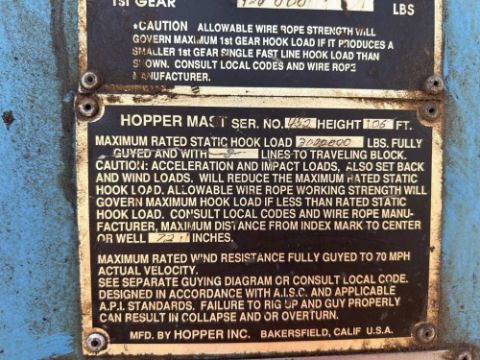 1ST GEAR LBS
★CAUTION ALLOWABLE WIRE ROPE STRENGTH WILL
GOVERN MAXIMUM 1st GEAR HOOK LOAD IF IT PRODUCES A
SMALLER 1st GEAR SINGLE FAST LINE HOOK LOAD THAN
SHOWN. CONSULT LOCAL CODES AND WIRE ROPE
MANUFACTURER.
HOPPER MAST SER. NO. HEIGHT 106 FT.
MAXIMUM RATED STATIC HOOK LOAD LBS. FULLY
GUYED AND WITH LINES TO TRAVELING BLOCK.
CAUTION: ACCELERATION AND IMPACT LOADS, ALSO SET BACK
AND WIND LOADS, WILL REDUCE THE MAXIMUM RATED STATIC
HOOK LOAD. ALLOWABLE WIRE ROPE WORKING STRENGTH WILL
GOVERN MAXIMUM HOOK LOAD IF LESS THAN RATED STATIC
HOOK LOAD. CONSULT LOCAL CODES AND WIRE ROPE MANU-
FACTURER, MAXIMUM DISTANCE FROM INDEX MARK TO CENTER
OR WELL 72 INCHES.
MAXIMUM RATED WIND RESISTANCE FULLY GUYED TO 70 MPH
ACTUAL VELOCITY.
SEE SEPARATE GUYING DIAGRAM OR CONSULT LOCAL CODE.
DESIGNED IN ACCORDANCE WITH A.I.S.C. AND APPLICABLE
A.P.I. STANDARDS. FAILURE TO RIG UP AND GUY PROPERLY
CAN RESULT IN COLLAPSE AND OR OVERTURN.
MFD. BY HOPPER INC. BAKERSFIELD, CALIF U.S.A.